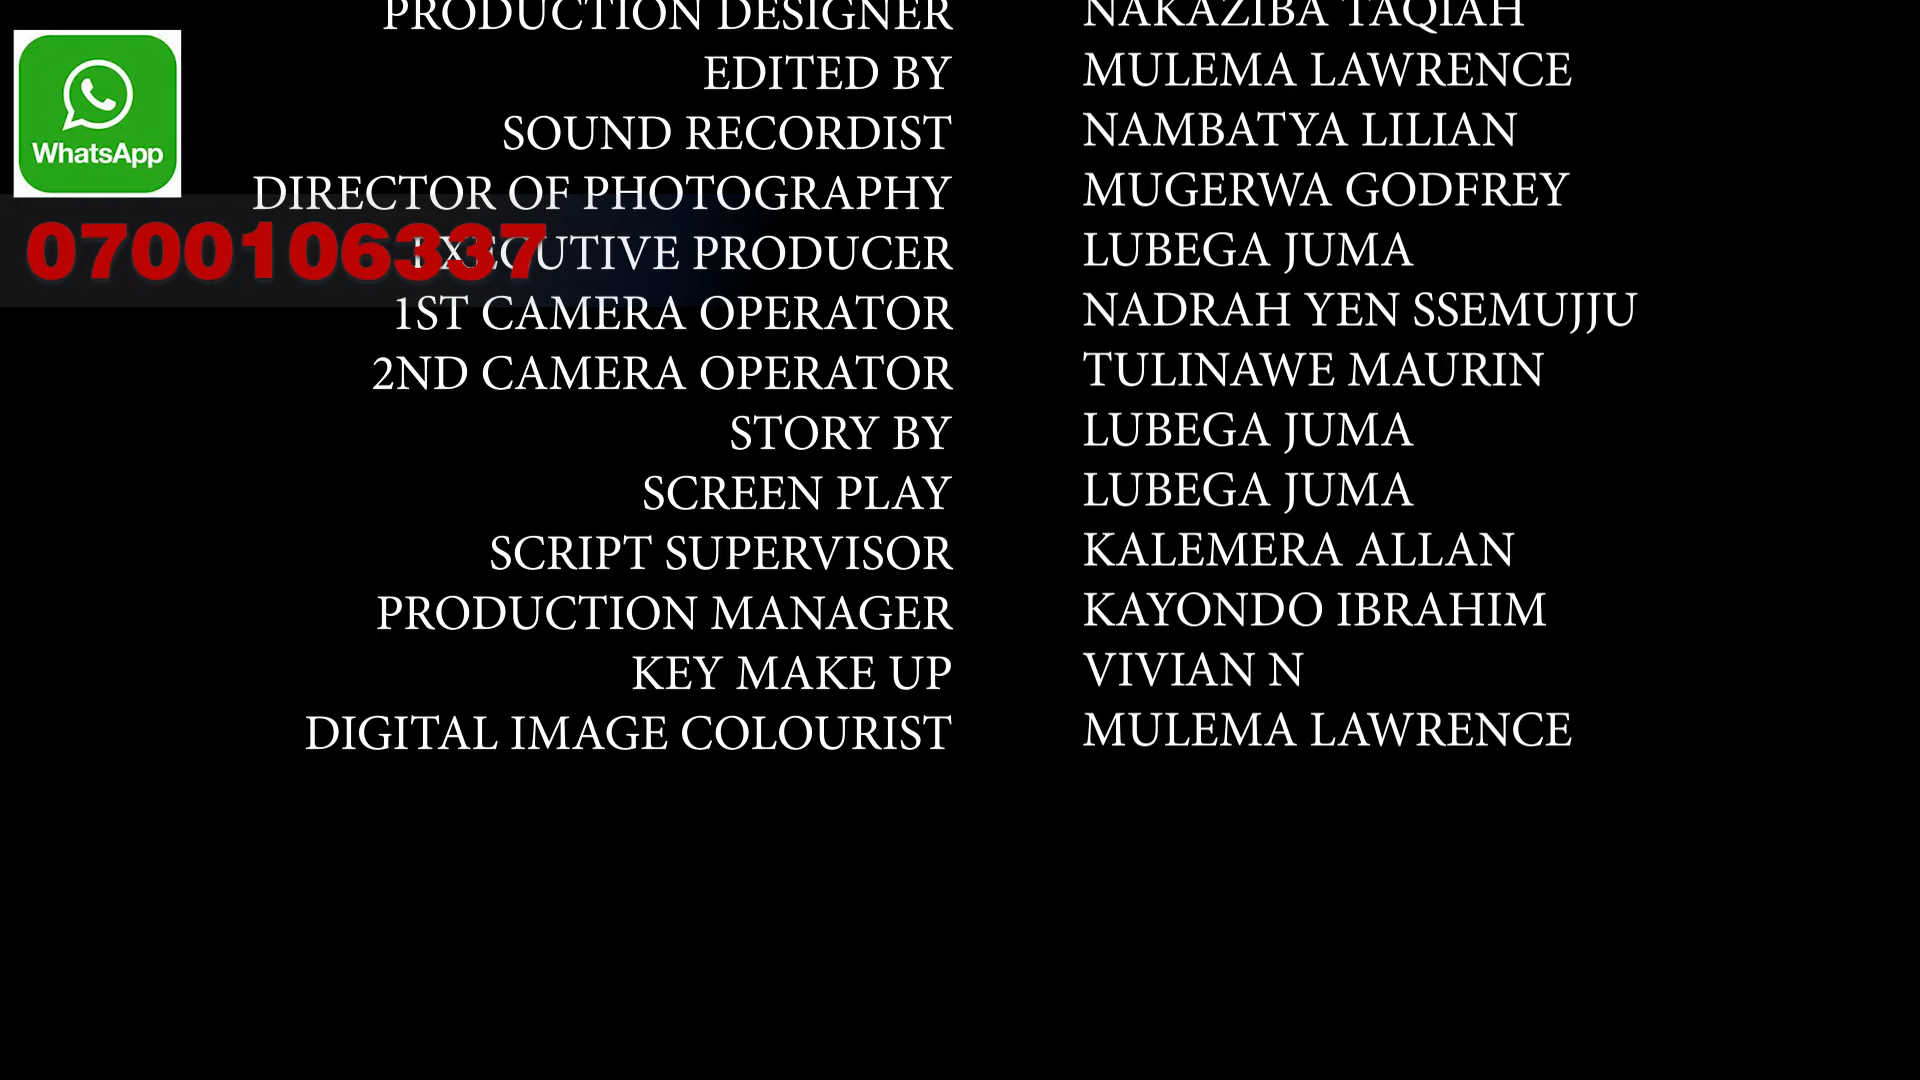 PRODUCTION DESIGNER NAKAZIBA TAQIAH
EDITED BY MULEMA LAWRENCE
SOUND RECORDIST NAMBATYA LILIAN
WhatsApp
DIRECTOR OF PHOTOGRAPHY MUGERWA GODFREY
0700106337
EXECUTIVE PRODUCER LUBEGA JUMA
1ST CAMERA OPERATOR NADRAH YEN SSEMUJJU
2ND CAMERA OPERATOR TULINAWE MAURIN
STORY BY LUBEGA JUMA
SCREEN PLAY LUBEGA JUMA
SCRIPT SUPERVISOR KALEMERA ALLAN
PRODUCTION MANAGER KAYONDO IBRAHIM
KEY MAKE UP VIVIAN N
DIGITAL IMAGE COLOURIST MULEMA LAWRENCE